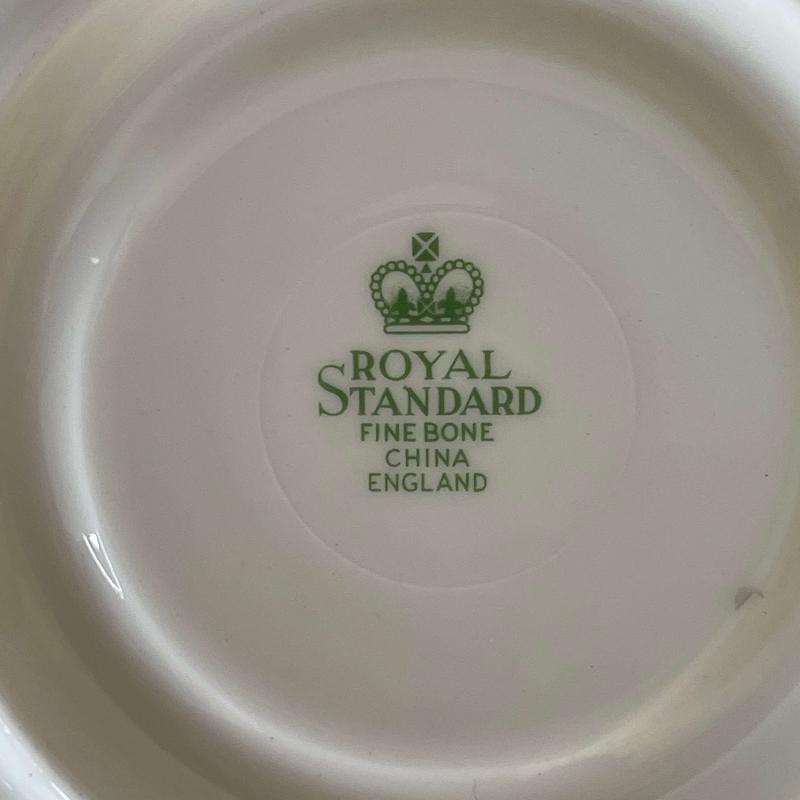 ROYAL
STANDARD
FINE BONE
CHINA
ENGLAND